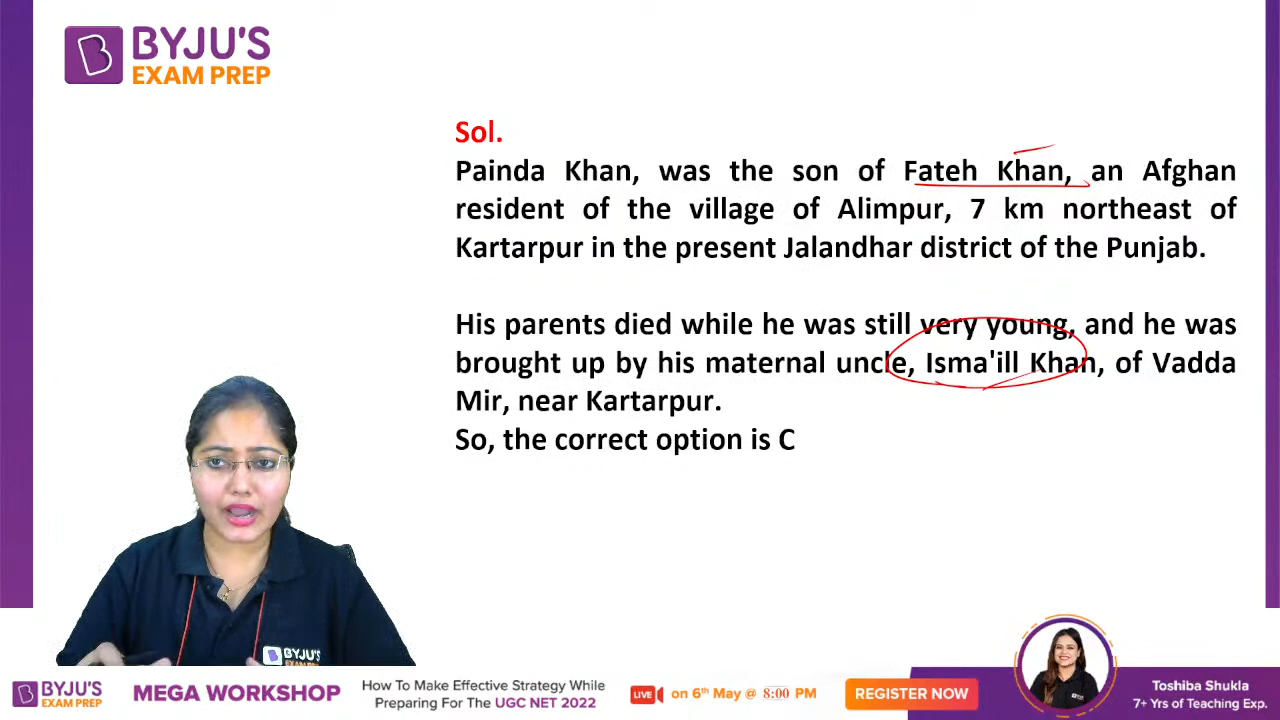 BYJU'S
EXAM PREP
Sol.
Painda Khan, was the son of Fateh Khan, an Afghan
resident of the village of Alimpur, 7 km northeast of
Kartarpur in the present Jalandhar district of the Punjab.
His parents died while he was still very young, and he was
brought up by his maternal uncle, Isma'ill Khan, of Vadda
Mir, near Kartarpur.
So, the correct option is C
BYJU'S
EXAM PREP
BYJU'S
EXAM PREP
MEGA WORKSHOP
How To Make Effective Strategy While
Preparing For The UGC NET 2022
LIVE on 6th May @ 8:00 PM
REGISTER NOW
Toshiba Shukla
7+ Yrs of Teaching Exp.